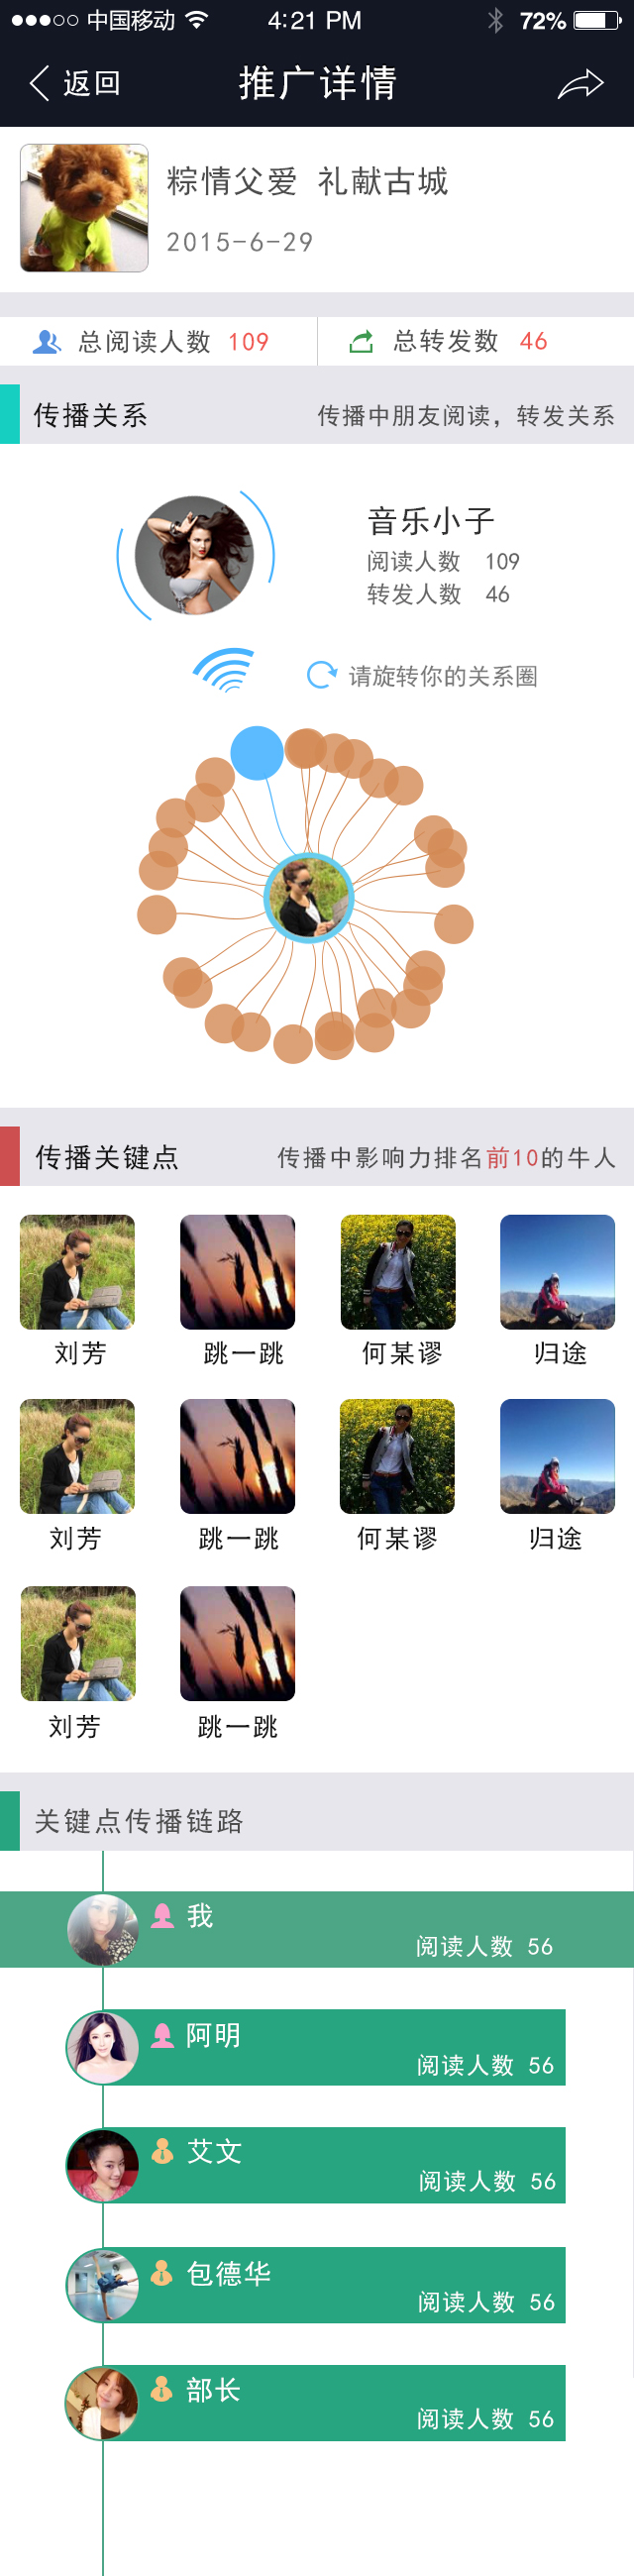 中国移动 4:21 PM 72%
返回 推广详情
粽情父爱 礼献古城
2015-6-29
总阅读人数 109 总转发数 46
传播关系 传播中朋友阅读，转发关系
音乐小子
阅读人数 109
转发人数 46
请旋转你的关系圈
传播关键点 传播中影响力排名前10的牛人
刘芳 跳一跳 何某谬 归途
刘芳 跳一跳 何某谬 归途
刘芳 跳一跳
关键点传播链路
我
阅读人数 56
阿明
阅读人数 56
艾文
阅读人数 56
包德华
阅读人数 56
部长
阅读人数 56